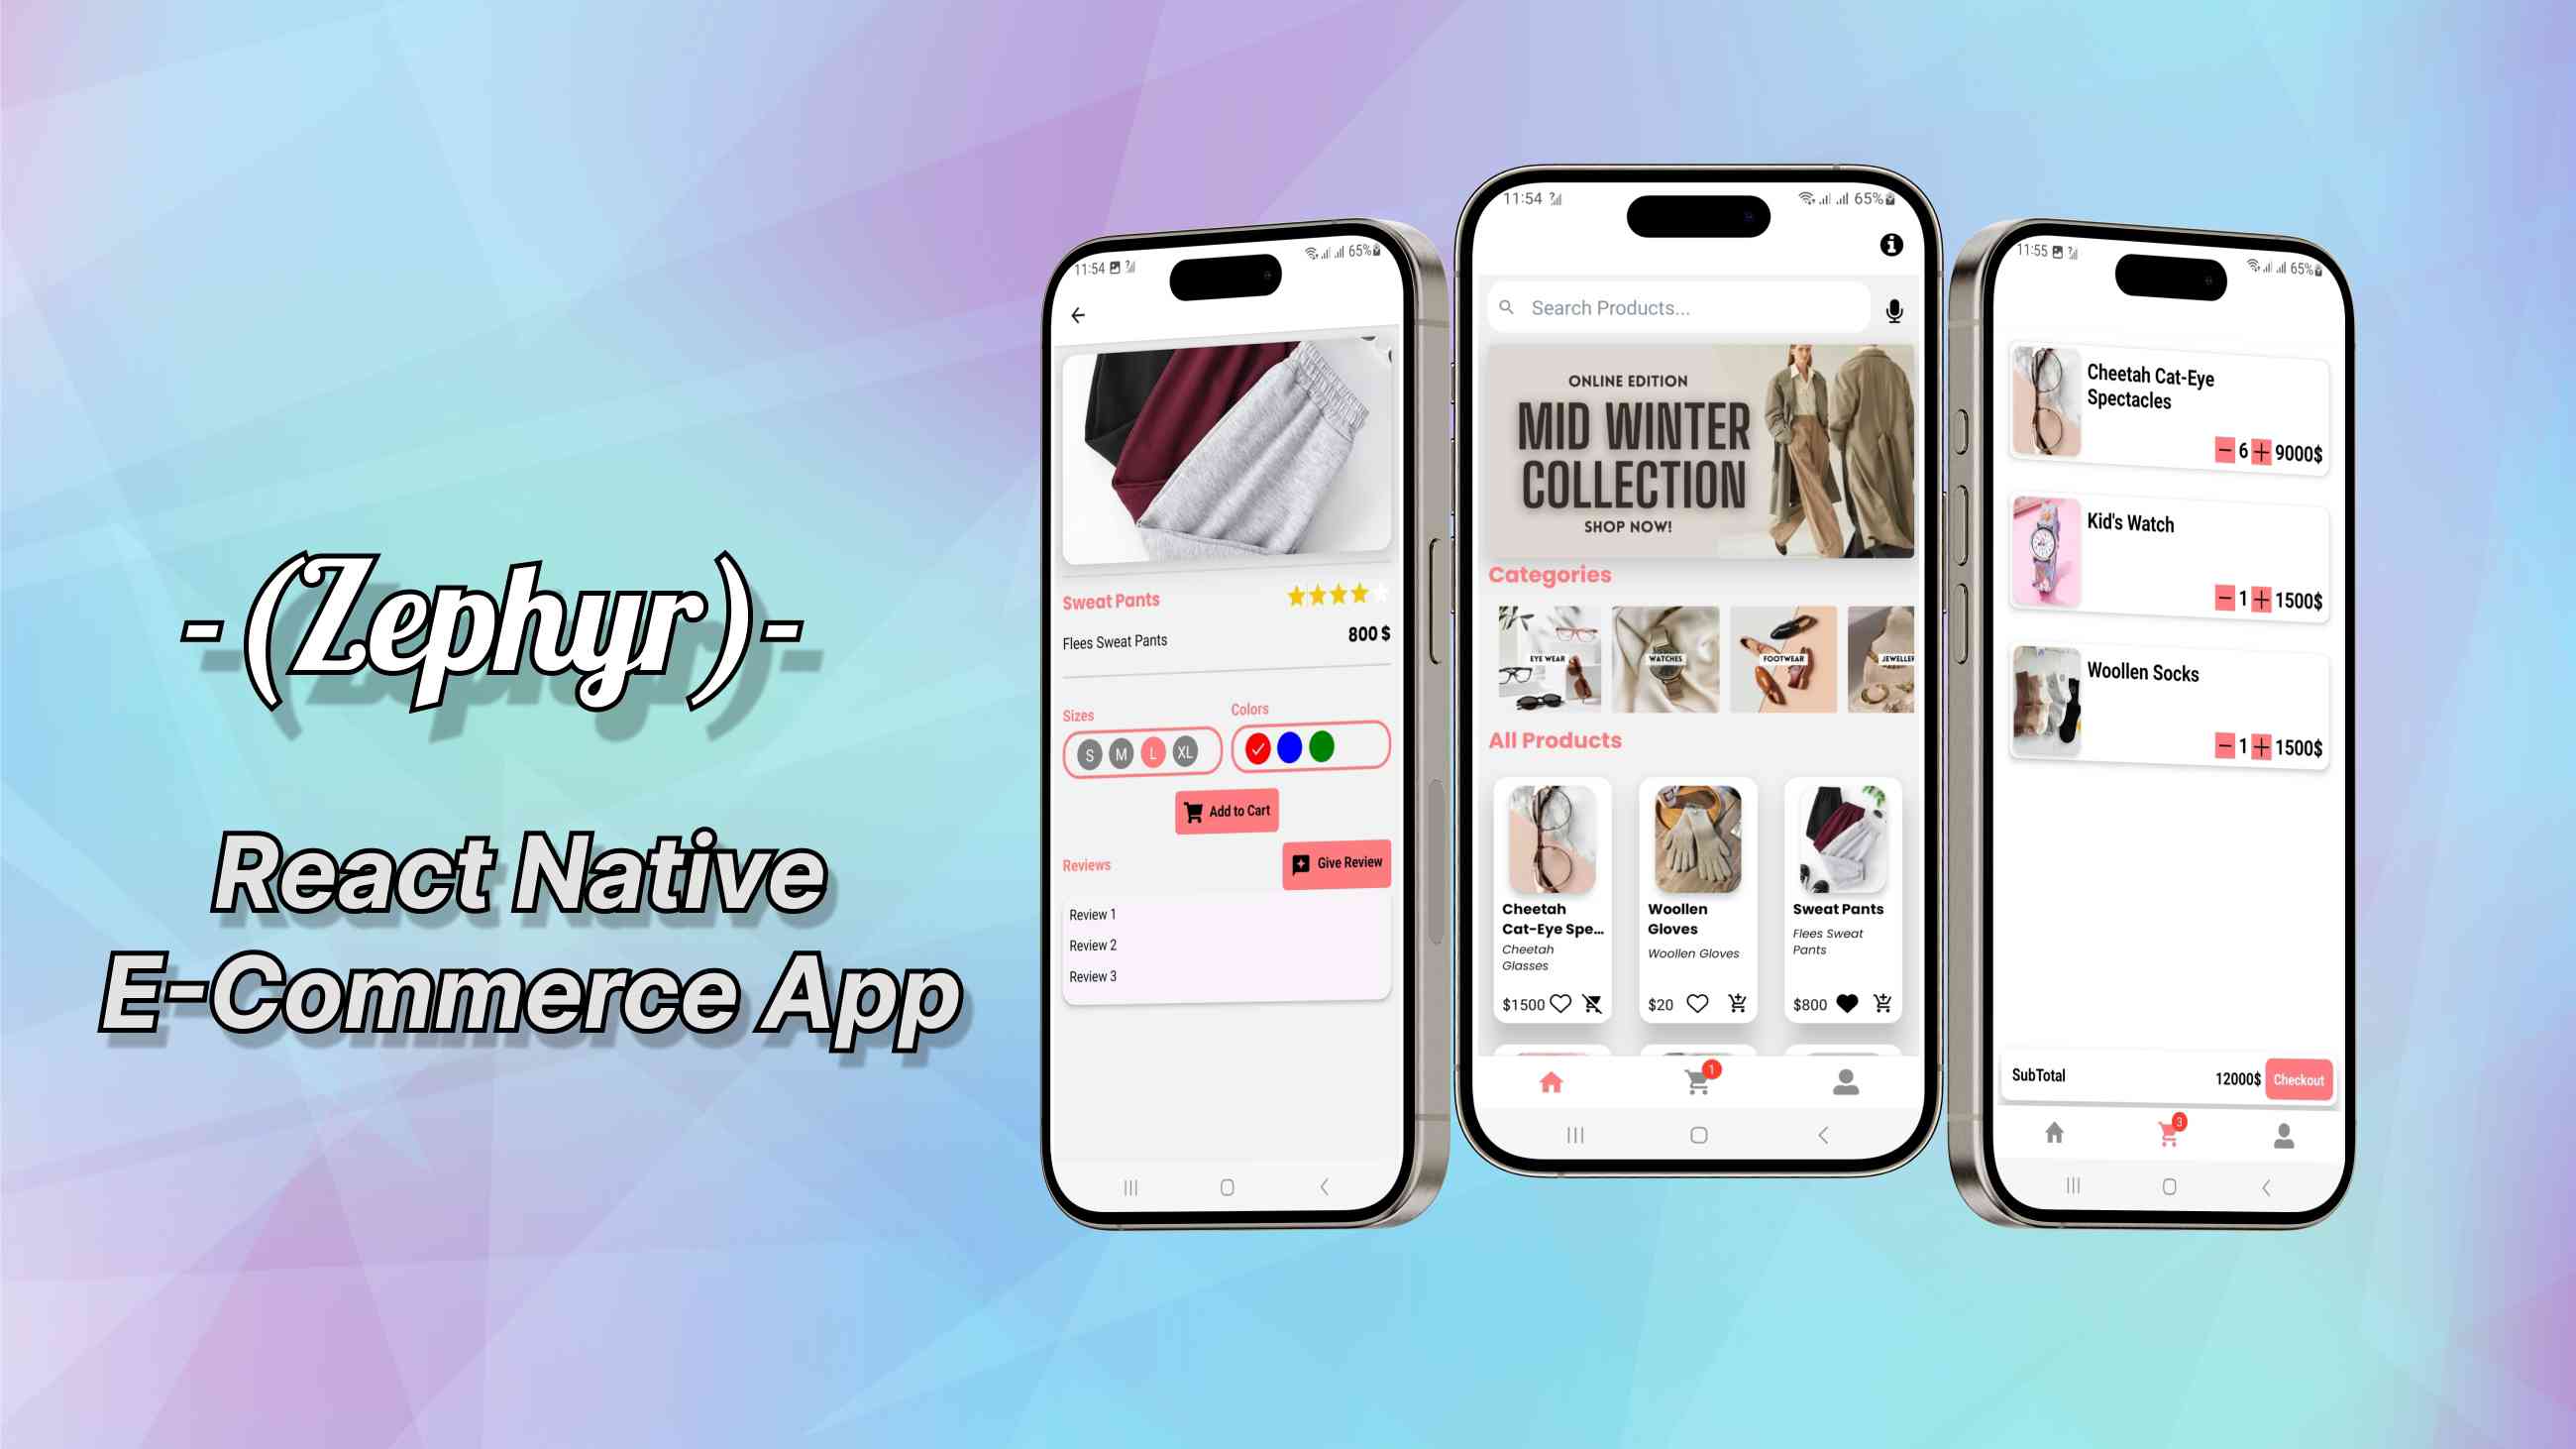 -(Zephyr)-
React Native
E-Commerce App
11:54
65%
Sweat Pants
Flees Sweat Pants
800 $
Sizes
Colors
S M L XL
Add to Cart
Reviews
Give Review
Review 1
Review 2
Review 3
11:54
65%
Search Products...
ONLINE EDITION
MID WINTER
COLLECTION
SHOP NOW!
Categories
EYE WEAR
WATCHES
FOOTWEAR
JEWELLER
All Products
Cheetah
Cat-Eye Spe...
Cheetah
Glasses
$1500
Woollen
Gloves
Woollen Gloves
$20
Sweat Pants
Flees Sweat
Pants
$800
1
11:55
65%
Cheetah Cat-Eye
Spectacles
− 6 + 9000$
Kid's Watch
− 1 + 1500$
Woollen Socks
− 1 + 1500$
SubTotal
12000$
Checkout
3